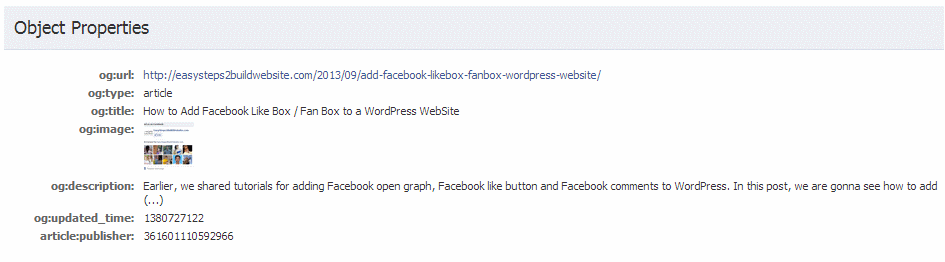 Object Properties
og:url: http://easysteps2buildwebsite.com/2013/09/add-facebook-likebox-fanbox-wordpress-website/
og:type: article
og:title: How to Add Facebook Like Box / Fan Box to a WordPress WebSite
og:image:
og:description: Earlier, we shared tutorials for adding Facebook open graph, Facebook like button and Facebook comments to WordPress. In this post, we are gonna see how to add
(...)
og:updated_time: 1380727122
article:publisher: 361601110592966